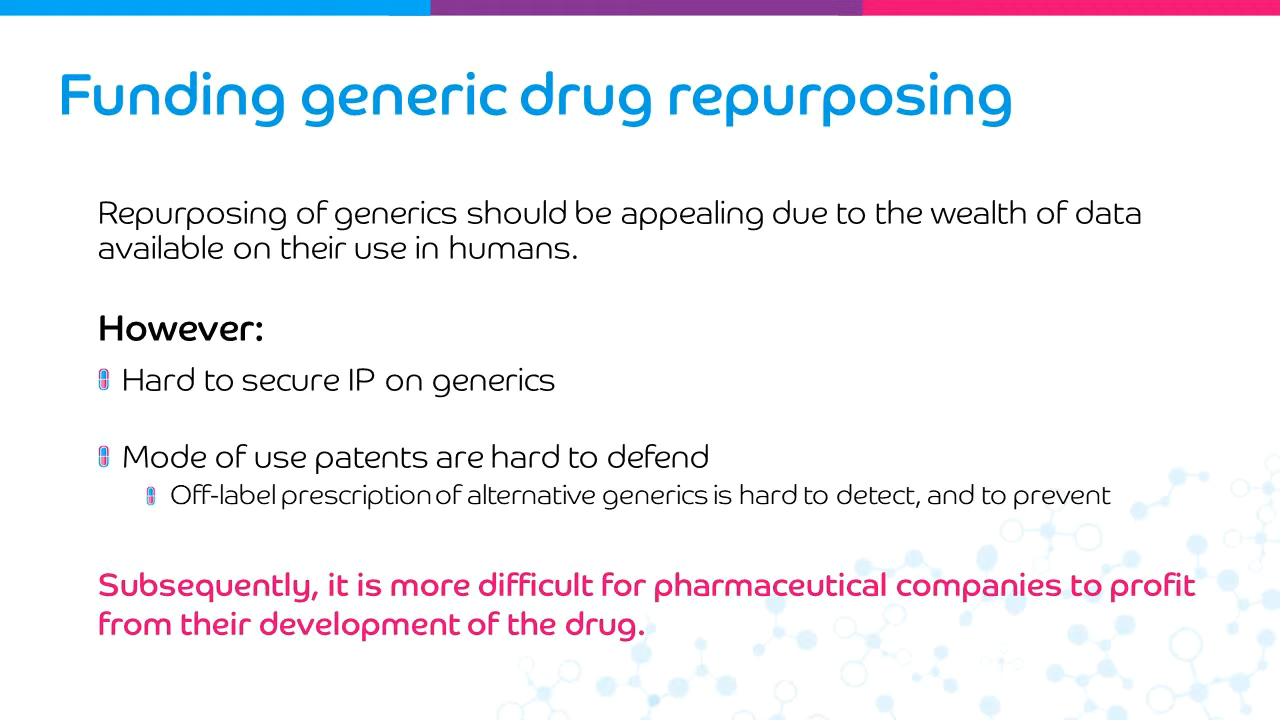 Funding generic drug repurposing
Repurposing of generics should be appealing due to the wealth of data
available on their use in humans.
However:
Hard to secure IP on generics
Mode of use patents are hard to defend
Off-label prescription of alternative generics is hard to detect, and to prevent
Subsequently, it is more difficult for pharmaceutical companies to profit
from their development of the drug.